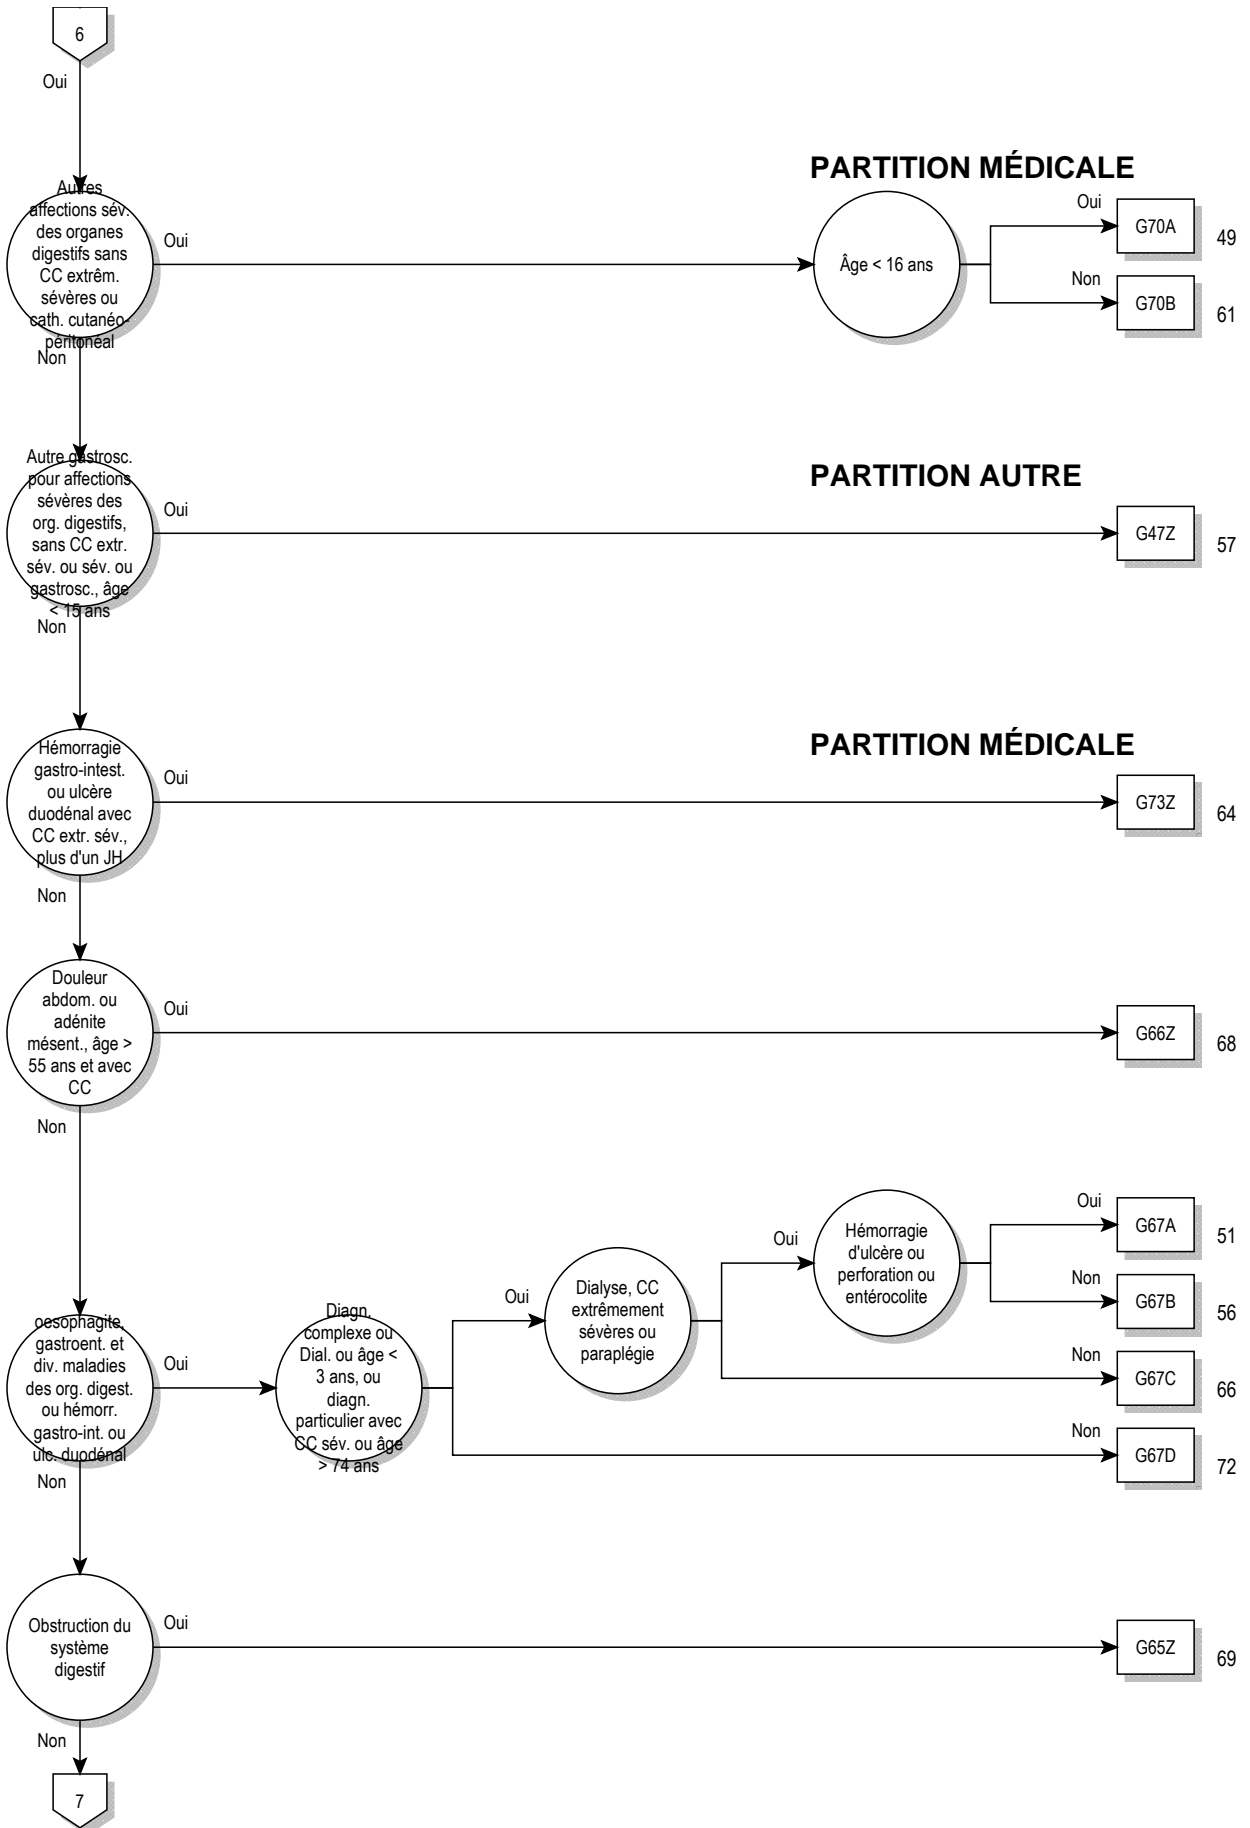 6
Oui
PARTITION MÉDICALE
Autres
affections sév.
des organes
digestifs sans
CC extrêm.
sévères ou
cath. cutanéo-
péritonéal
Oui
Âge < 16 ans
Oui
G70A
49
Non
G70B
61
Non
PARTITION AUTRE
Autre gastrosc.
pour affections
sévères des
org. digestifs,
sans CC extr.
sév. ou sév. ou
gastrosc., âge
< 15 ans
Oui
G47Z
57
Non
PARTITION MÉDICALE
Hémorragie
gastro-intest.
ou ulcère
duodénal avec
CC extr. sév.,
plus d'un JH
Oui
G73Z
64
Non
Douleur
abdom. ou
adénite
mésent., âge >
55 ans et avec
CC
Oui
G66Z
68
Non
oesophagite,
gastroent. et
div. maladies
des org. digest.
ou hémorr.
gastro-int. ou
ulc. duodénal
Oui
Diagn.
complexe ou
Dial. ou âge <
3 ans, ou
diagn.
particulier avec
CC sév. ou âge
> 74 ans
Oui
Dialyse, CC
extrêmement
sévères ou
paraplégie
Oui
Hémorragie
d'ulcère ou
perforation ou
entérocolite
Oui
G67A
51
Non
G67B
56
Non
G67C
66
Non
G67D
72
Non
Obstruction du
système
digestif
Oui
G65Z
69
Non
7